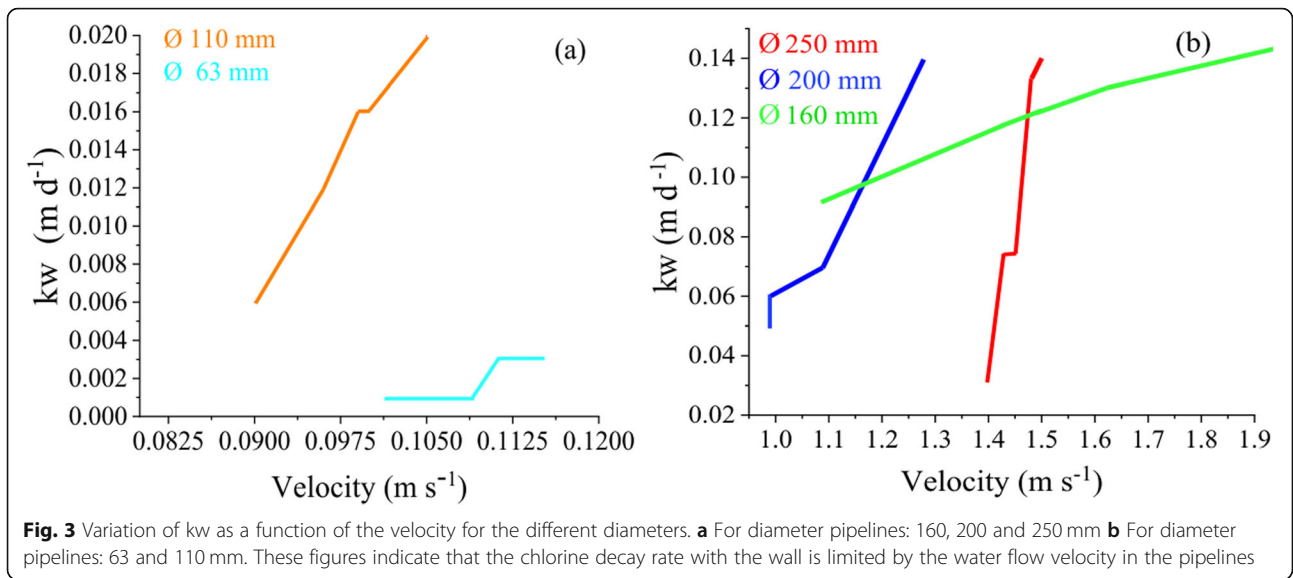 Ø 110 mm
Ø 63 mm
(a)
0.020
0.018
0.016
0.014
0.012
0.010
0.008
0.006
0.004
0.002
0.000
kw (m d⁻¹)
0.0825 0.0900 0.0975 0.1050 0.1125 0.1200
Velocity (m s⁻¹)
Ø 250 mm
Ø 200 mm
Ø 160 mm
(b)
0.14
0.12
0.10
0.08
0.06
0.04
0.02
kw (m d⁻¹)
1.0 1.1 1.2 1.3 1.4 1.5 1.6 1.7 1.8 1.9
Velocity (m s⁻¹)
Fig. 3 Variation of kw as a function of the velocity for the different diameters. a For diameter pipelines: 160, 200 and 250 mm b For diameter
pipelines: 63 and 110 mm. These figures indicate that the chlorine decay rate with the wall is limited by the water flow velocity in the pipelines